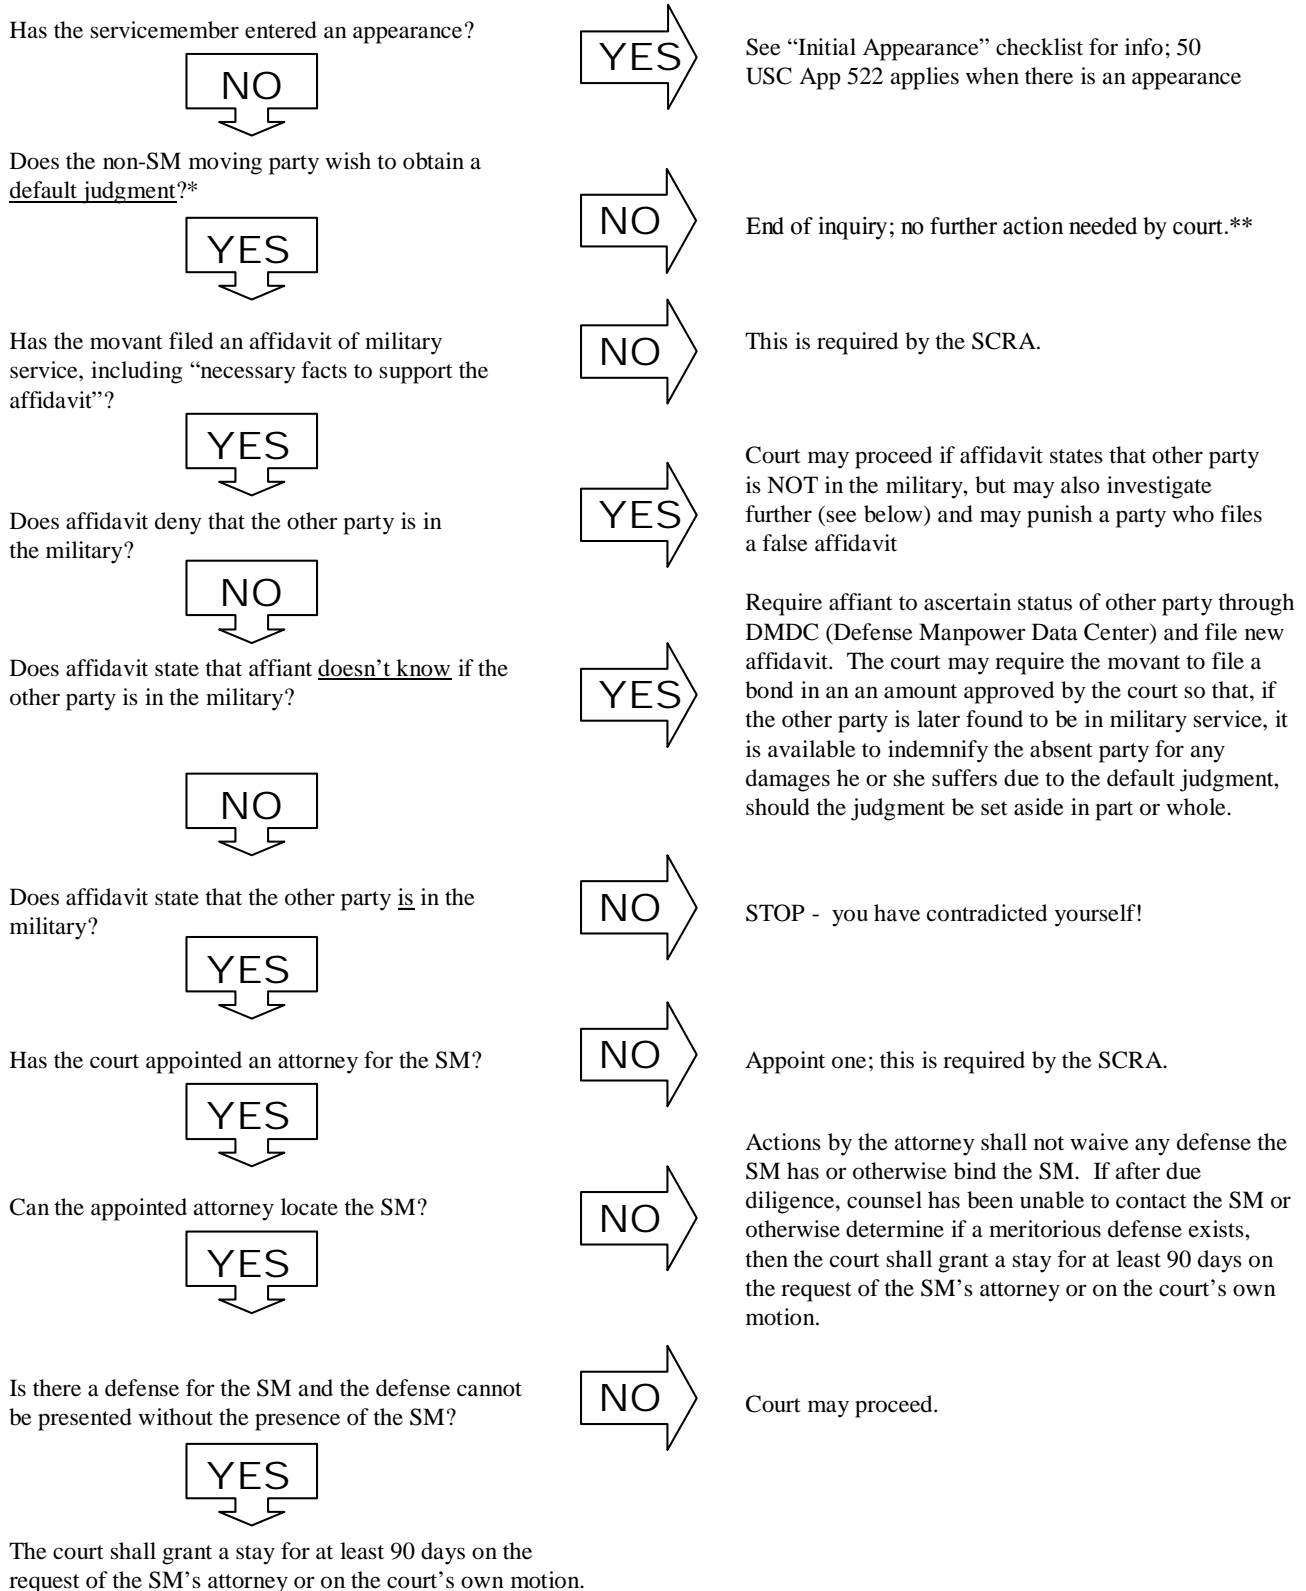 Has the servicemember entered an appearance?
YES
See “Initial Appearance” checklist for info; 50
USC App 522 applies when there is an appearance
NO
Does the non-SM moving party wish to obtain a
default judgment?*
NO
End of inquiry; no further action needed by court.**
YES
Has the movant filed an affidavit of military
service, including “necessary facts to support the
affidavit”?
NO
This is required by the SCRA.
YES
Does affidavit deny that the other party is in
the military?
YES
Court may proceed if affidavit states that other party
is NOT in the military, but may also investigate
further (see below) and may punish a party who files
a false affidavit
NO
Does affidavit state that affiant doesn’t know if the
other party is in the military?
YES
Require affiant to ascertain status of other party through
DMDC (Defense Manpower Data Center) and file new
affidavit.  The court may require the movant to file a
bond in an an amount approved by the court so that, if
the other party is later found to be in military service, it
is available to indemnify the absent party for any
damages he or she suffers due to the default judgment,
should the judgment be set aside in part or whole.
NO
Does affidavit state that the other party is in the
military?
NO
STOP -  you have contradicted yourself!
YES
Has the court appointed an attorney for the SM?
NO
Appoint one; this is required by the SCRA.
YES
Can the appointed attorney locate the SM?
NO
Actions by the attorney shall not waive any defense the
SM has or otherwise bind the SM.  If after due
diligence, counsel has been unable to contact the SM or
otherwise determine if a meritorious defense exists,
then the court shall grant a stay for at least 90 days on
the request of the SM’s attorney or on the court’s own
motion.
YES
Is there a defense for the SM and the defense cannot
be presented without the presence of the SM?
NO
Court may proceed.
YES
The court shall grant a stay for at least 90 days on the
request of the SM’s attorney or on the court’s own motion.